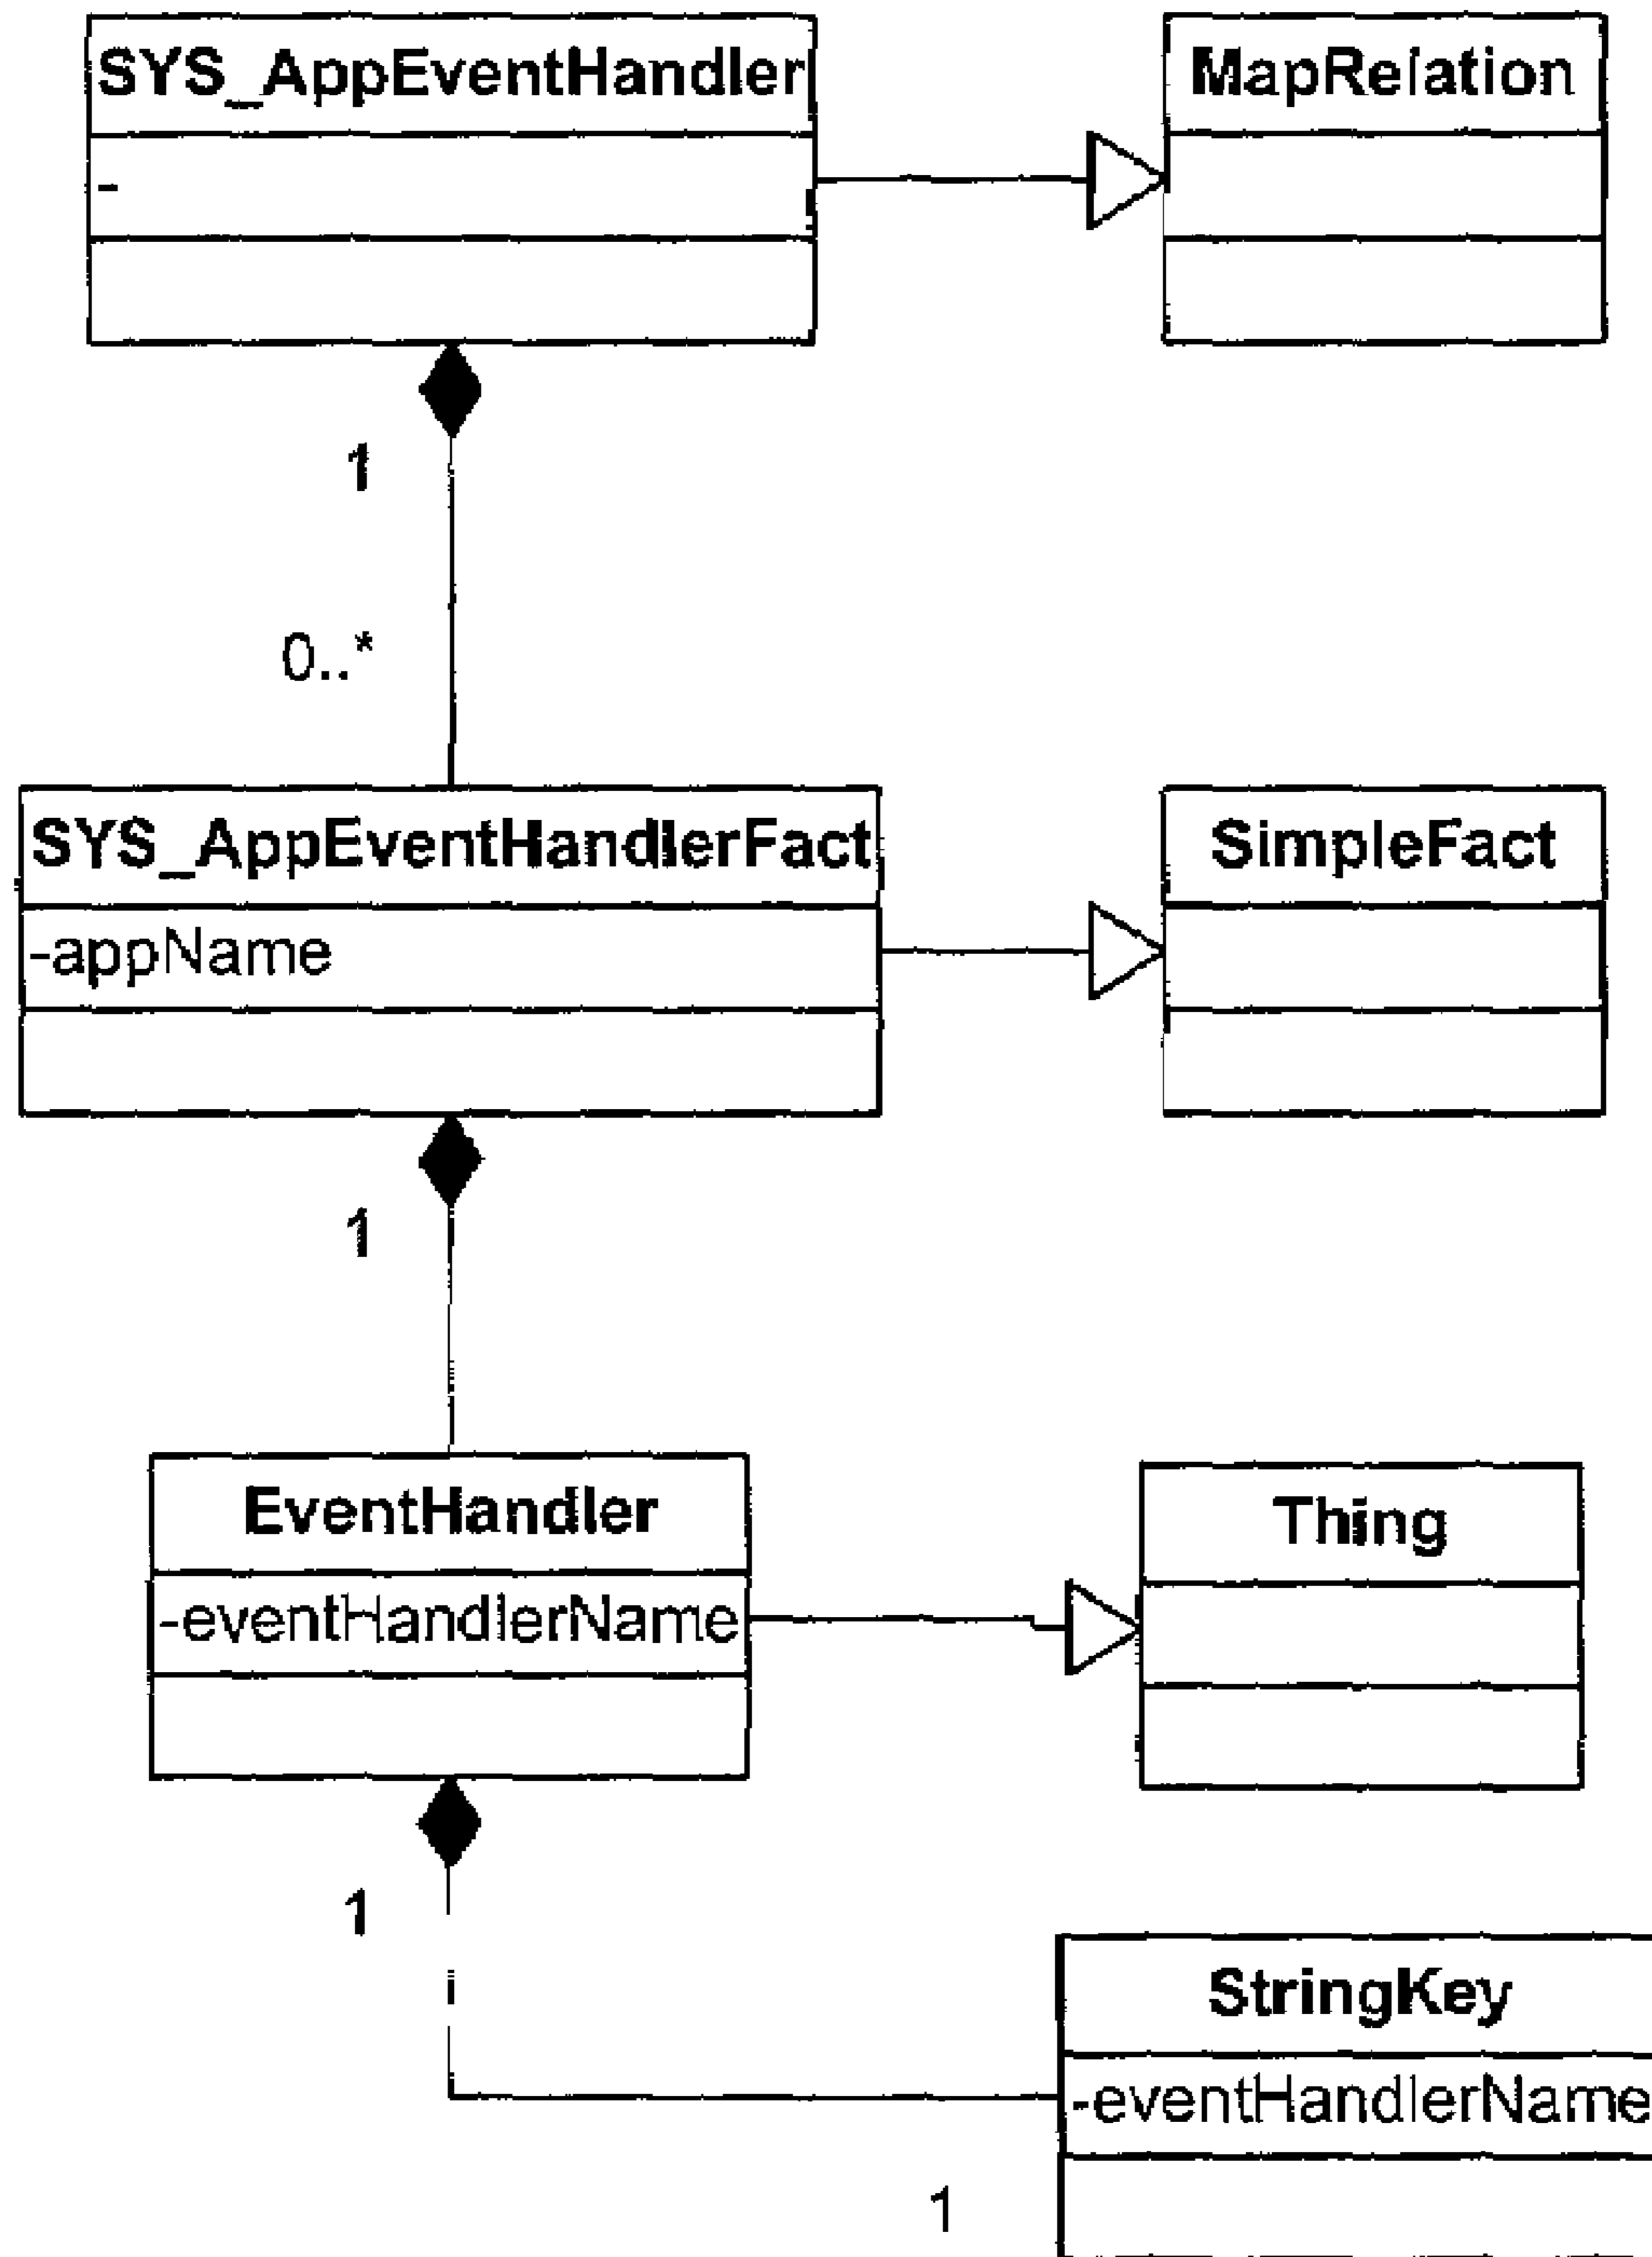 SYS_AppEventHandler
MapRelation
-
1
0..*
SYS_AppEventHandlerFact
SimpleFact
-appName
1
EventHandler
Thing
-eventHandlerName
1
StringKey
-eventHandlerName
1